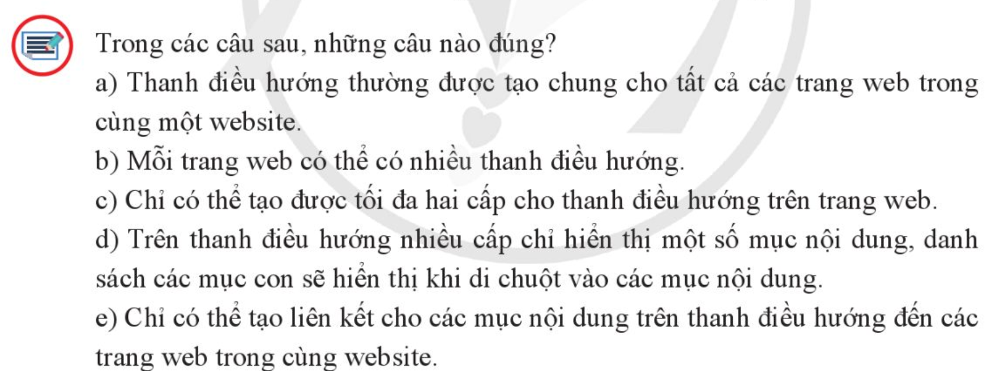 Trong các câu sau, những câu nào đúng?
a) Thanh điều hướng thường được tạo chung cho tất cả các trang web trong
cùng một website.
b) Mỗi trang web có thể có nhiều thanh điều hướng.
c) Chỉ có thể tạo được tối đa hai cấp cho thanh điều hướng trên trang web.
d) Trên thanh điều hướng nhiều cấp chỉ hiển thị một số mục nội dung, danh
sách các mục con sẽ hiển thị khi di chuột vào các mục nội dung.
e) Chỉ có thể tạo liên kết cho các mục nội dung trên thanh điều hướng đến các
trang web trong cùng website.